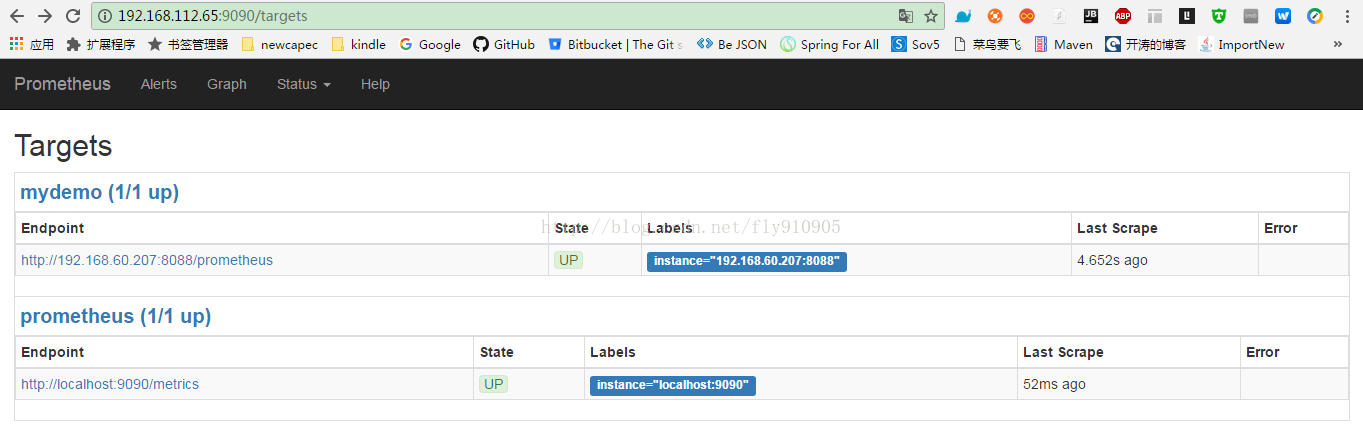 192.168.112.65:9090/targets
应用 扩展程序 书签管理器 newcapec kindle Google GitHub Bitbucket | The Git s Be JSON Spring For All Sov5 菜鸟要飞 Maven 开涛的博客 ImportNew »
Prometheus Alerts Graph Status Help
Targets
mydemo (1/1 up)
Endpoint State Labels Last Scrape Error
http://blog.csdn.net/fly910905
http://192.168.60.207:8088/prometheus UP instance="192.168.60.207:8088" 4.652s ago
prometheus (1/1 up)
Endpoint State Labels Last Scrape Error
http://localhost:9090/metrics UP instance="localhost:9090" 52ms ago